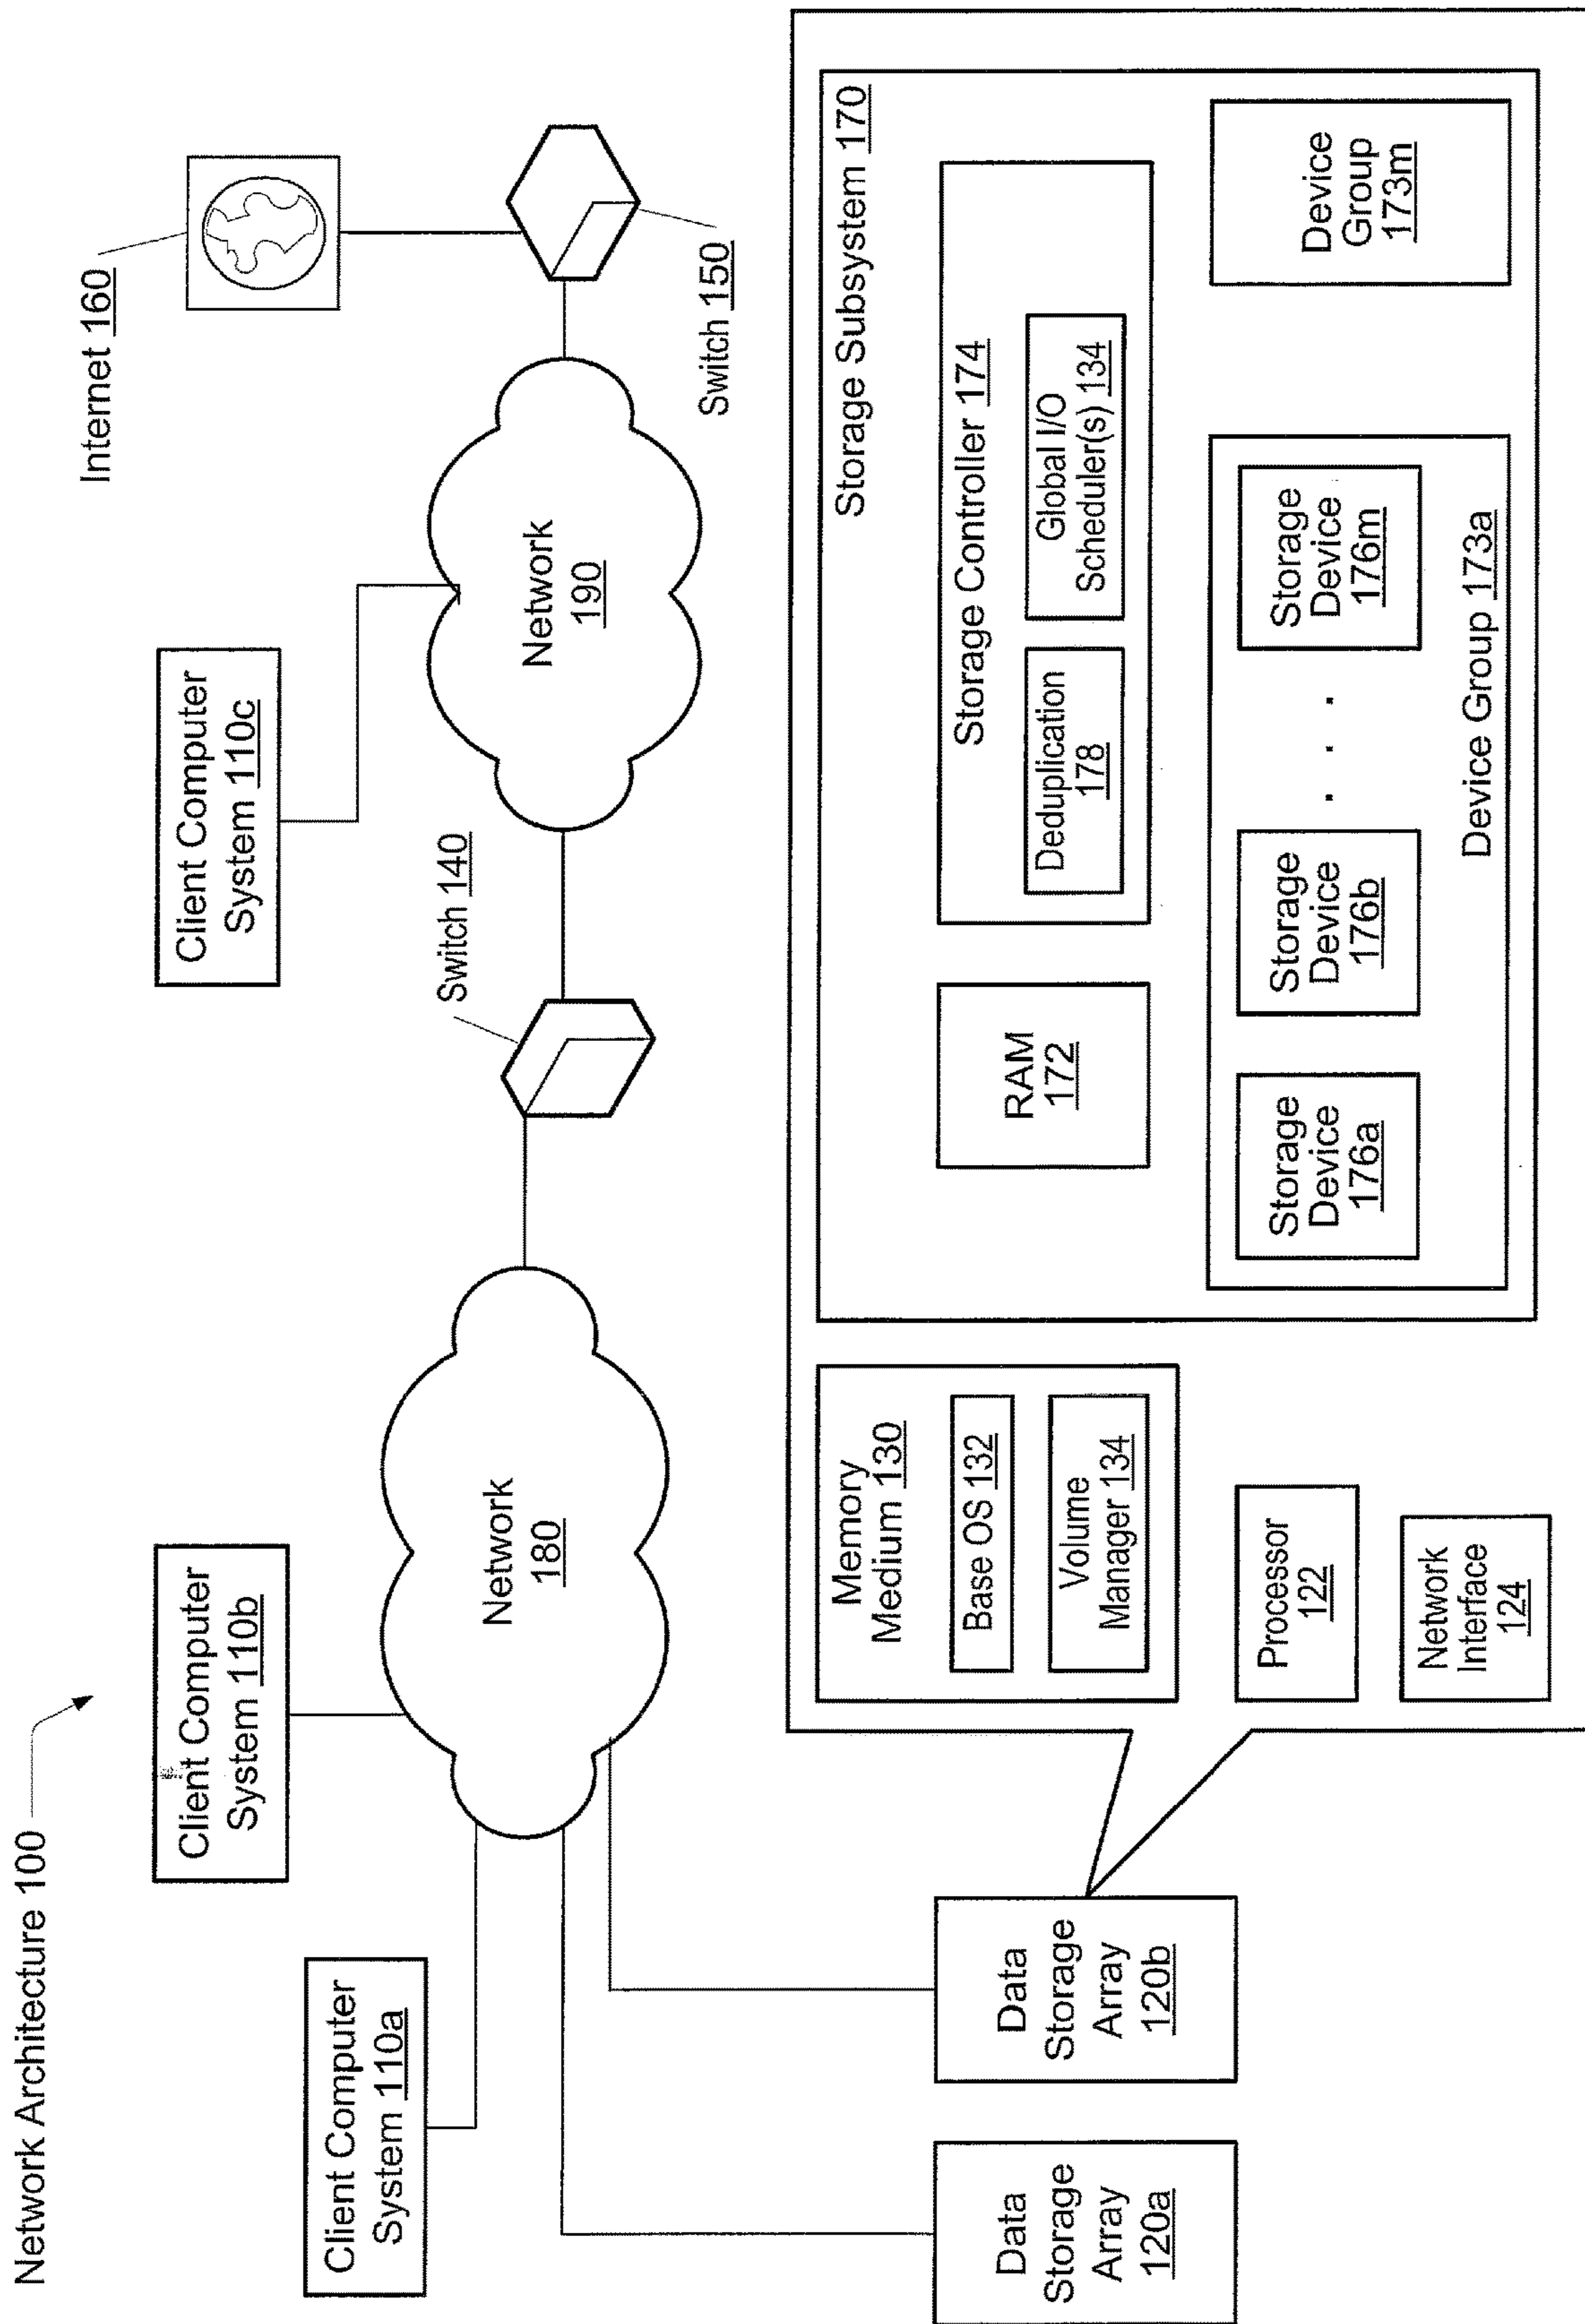 Network Architecture 100
Client Computer
System 110a
Client Computer
System 110b
Client Computer
System 110c
Internet 160
Switch 140
Switch 150
Network
180
Network
190
Data
Storage
Array
120a
Data
Storage
Array
120b
Memory
Medium 130
Base OS 132
Volume
Manager 134
Processor
122
Network
Interface
124
Storage Subsystem 170
RAM
172
Storage Controller 174
Deduplication
178
Global I/O
Scheduler(s) 134
Storage
Device
176a
Storage
Device
176b
. . .
Storage
Device
176m
Device Group 173a
Device
Group
173m